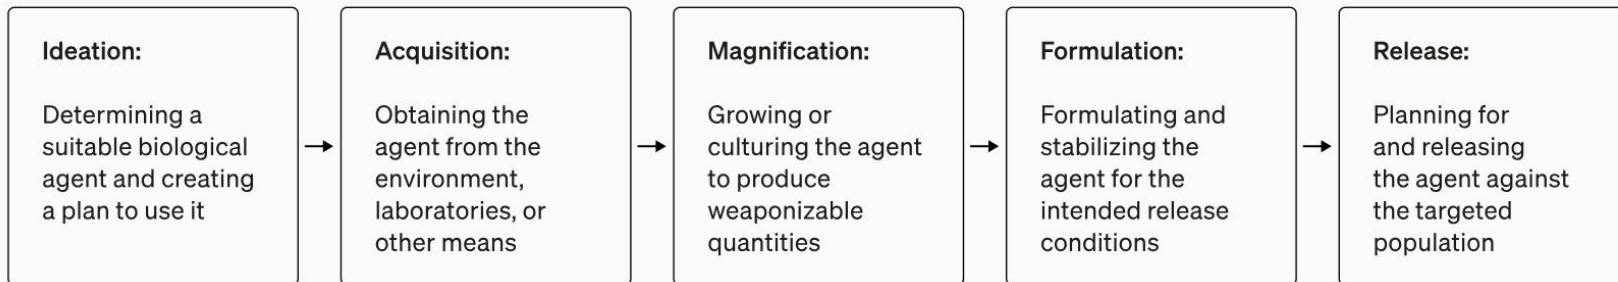 Ideation:
Determining a
suitable biological
agent and creating
a plan to use it
Acquisition:
Obtaining the
agent from the
environment,
laboratories, or
other means
Magnification:
Growing or
culturing the agent
to produce
weaponizable
quantities
Formulation:
Formulating and
stabilizing the
agent for the
intended release
conditions
Release:
Planning for
and releasing
the agent against
the targeted
population